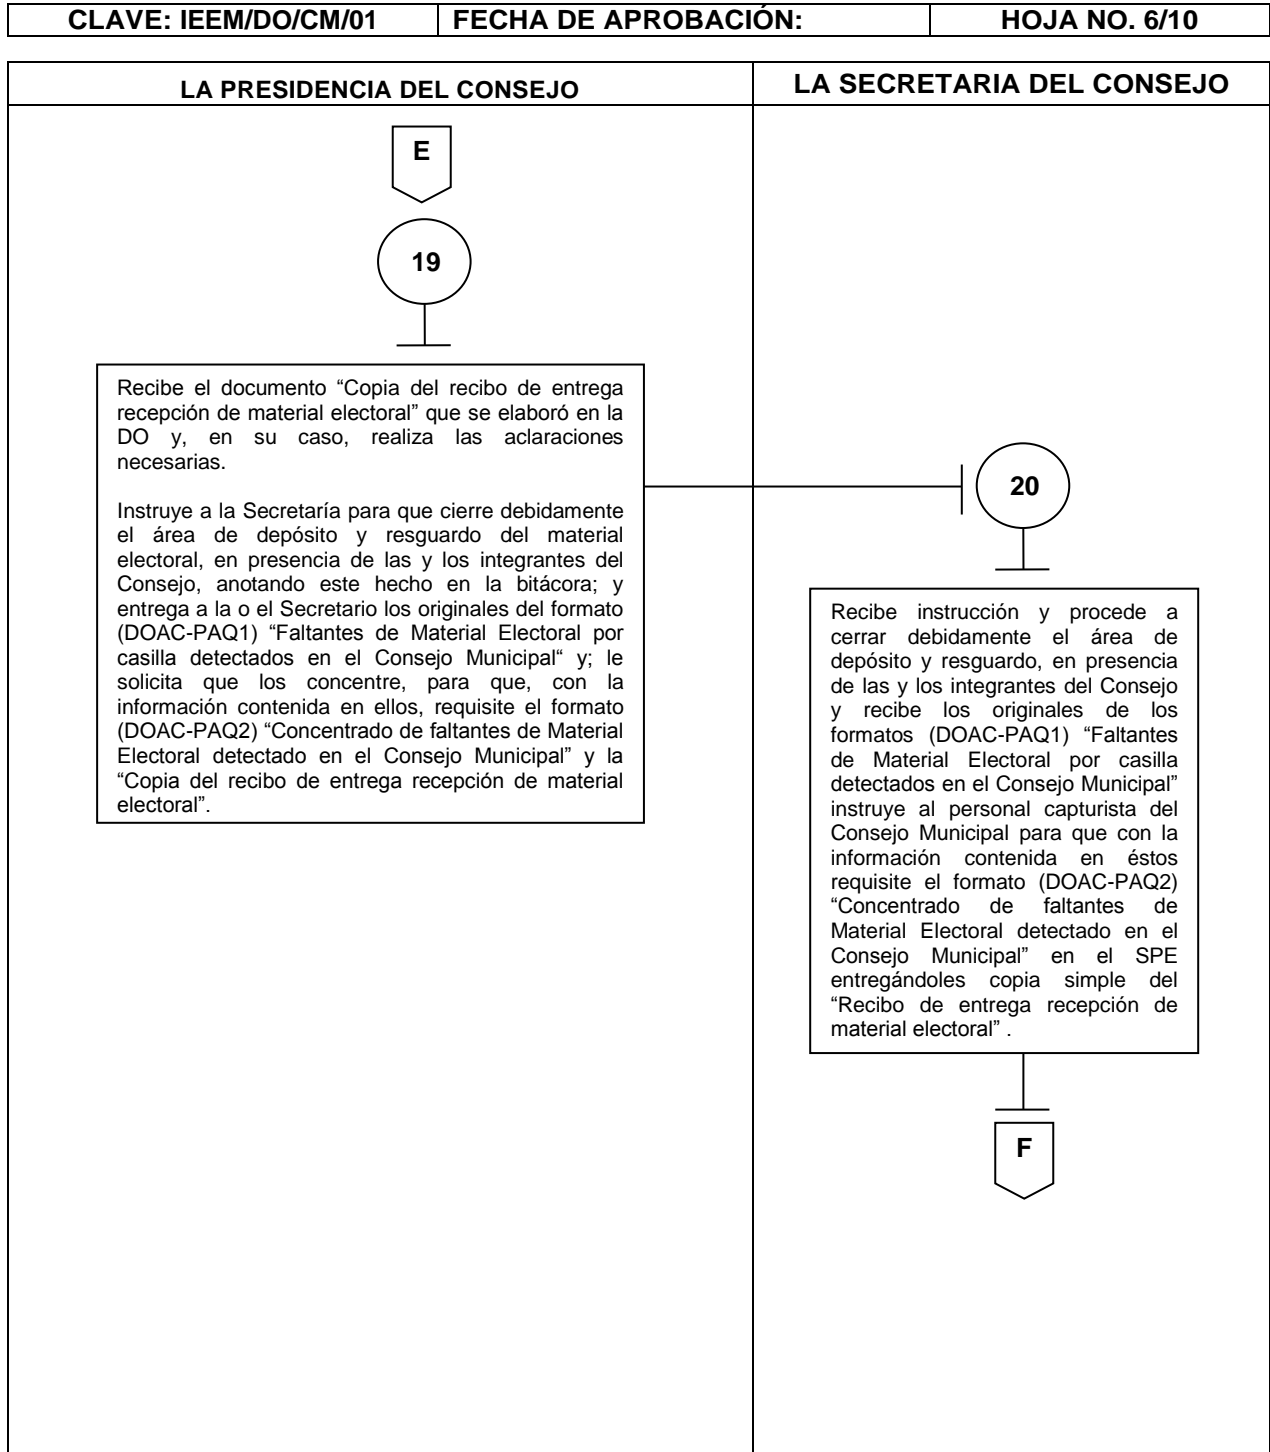 CLAVE: IEEM/DO/CM/01 FECHA DE APROBACIÓN: HOJA NO. 6/10
LA PRESIDENCIA DEL CONSEJO
LA SECRETARIA DEL CONSEJO
E
19
Recibe el documento “Copia del recibo de entrega
recepción de material electoral” que se elaboró en la
DO y, en su caso, realiza las aclaraciones
necesarias.
Instruye a la Secretaría para que cierre debidamente
el área de depósito y resguardo del material
electoral, en presencia de las y los integrantes del
Consejo, anotando este hecho en la bitácora; y
entrega a la o el Secretario los originales del formato
(DOAC-PAQ1) “Faltantes de Material Electoral por
casilla detectados en el Consejo Municipal“ y; le
solicita que los concentre, para que, con la
información contenida en ellos, requisite el formato
(DOAC-PAQ2) “Concentrado de faltantes de Material
Electoral detectado en el Consejo Municipal” y la
“Copia del recibo de entrega recepción de material
electoral”.
20
Recibe instrucción y procede a
cerrar debidamente el área de
depósito y resguardo, en presencia
de las y los integrantes del Consejo
y recibe los originales de los
formatos (DOAC-PAQ1) “Faltantes
de Material Electoral por casilla
detectados en el Consejo Municipal”
instruye al personal capturista del
Consejo Municipal para que con la
información contenida en éstos
requisite el formato (DOAC-PAQ2)
“Concentrado de faltantes de
Material Electoral detectado en el
Consejo Municipal” en el SPE
entregándoles copia simple del
“Recibo de entrega recepción de
material electoral” .
F